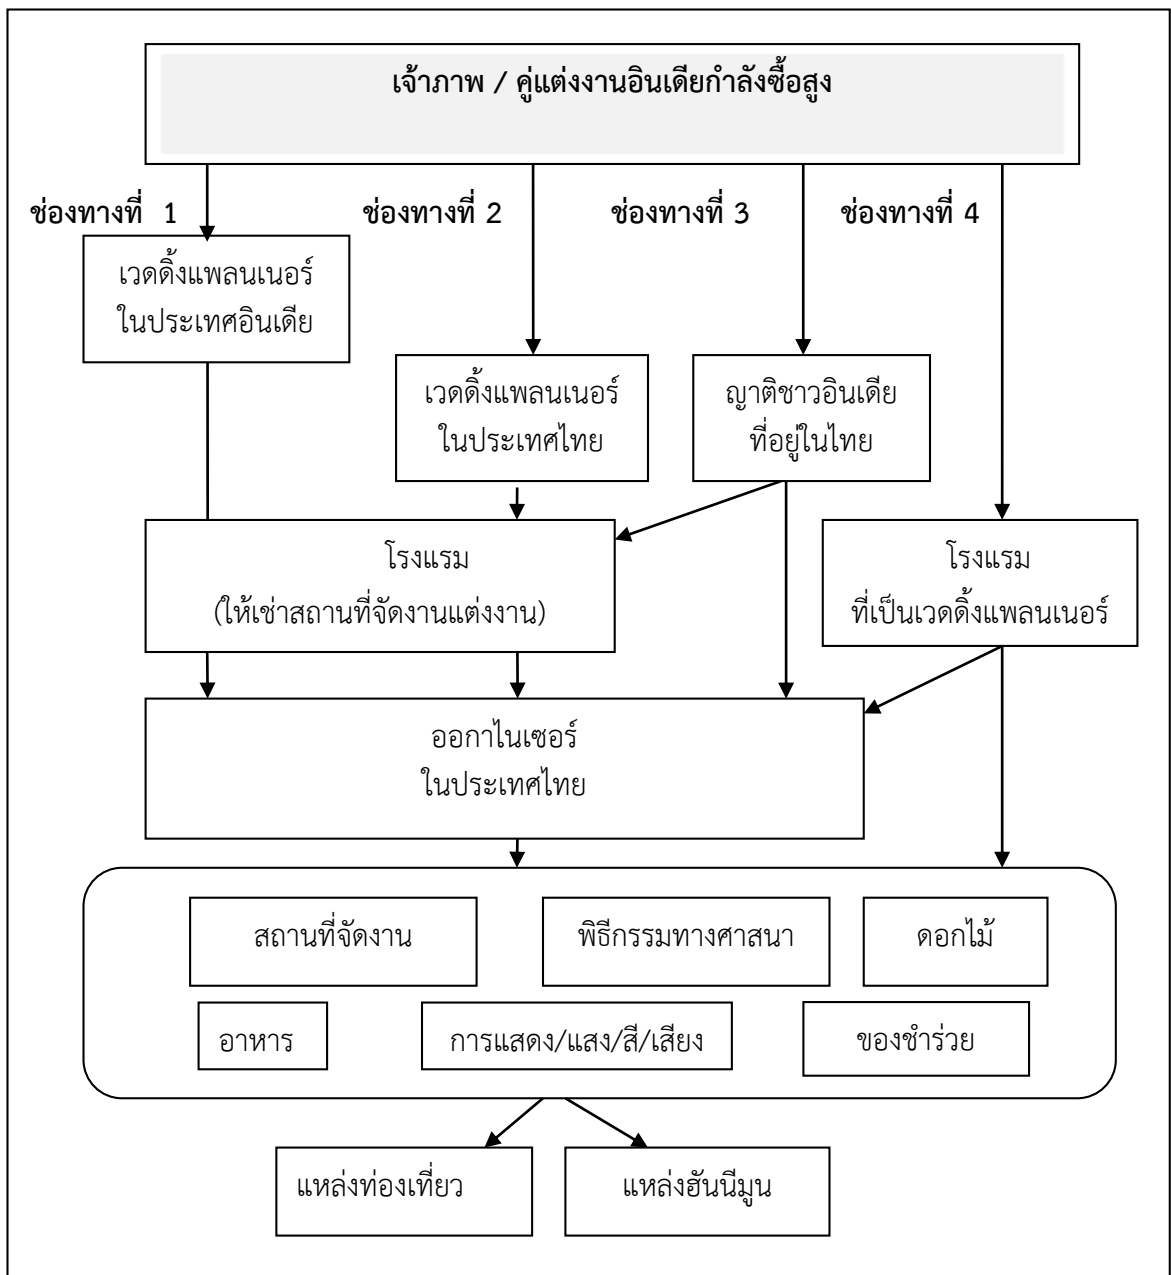 เจ้าภาพ / คู่แต่งงานอินเดียกำลังซื้อสูง
ช่องทางที่ 1
ช่องทางที่ 2
ช่องทางที่ 3
ช่องทางที่ 4
เวดดิ้งแพลนเนอร์
ในประเทศอินเดีย
เวดดิ้งแพลนเนอร์
ในประเทศไทย
ญาติชาวอินเดีย
ที่อยู่ในไทย
โรงแรม
(ให้เช่าสถานที่จัดงานแต่งงาน)
โรงแรม
ที่เป็นเวดดิ้งแพลนเนอร์
ออกาไนเซอร์
ในประเทศไทย
สถานที่จัดงาน
พิธีกรรมทางศาสนา
ดอกไม้
อาหาร
การแสดง/แสง/สี/เสียง
ของชำร่วย
แหล่งท่องเที่ยว
แหล่งฮันนีมูน